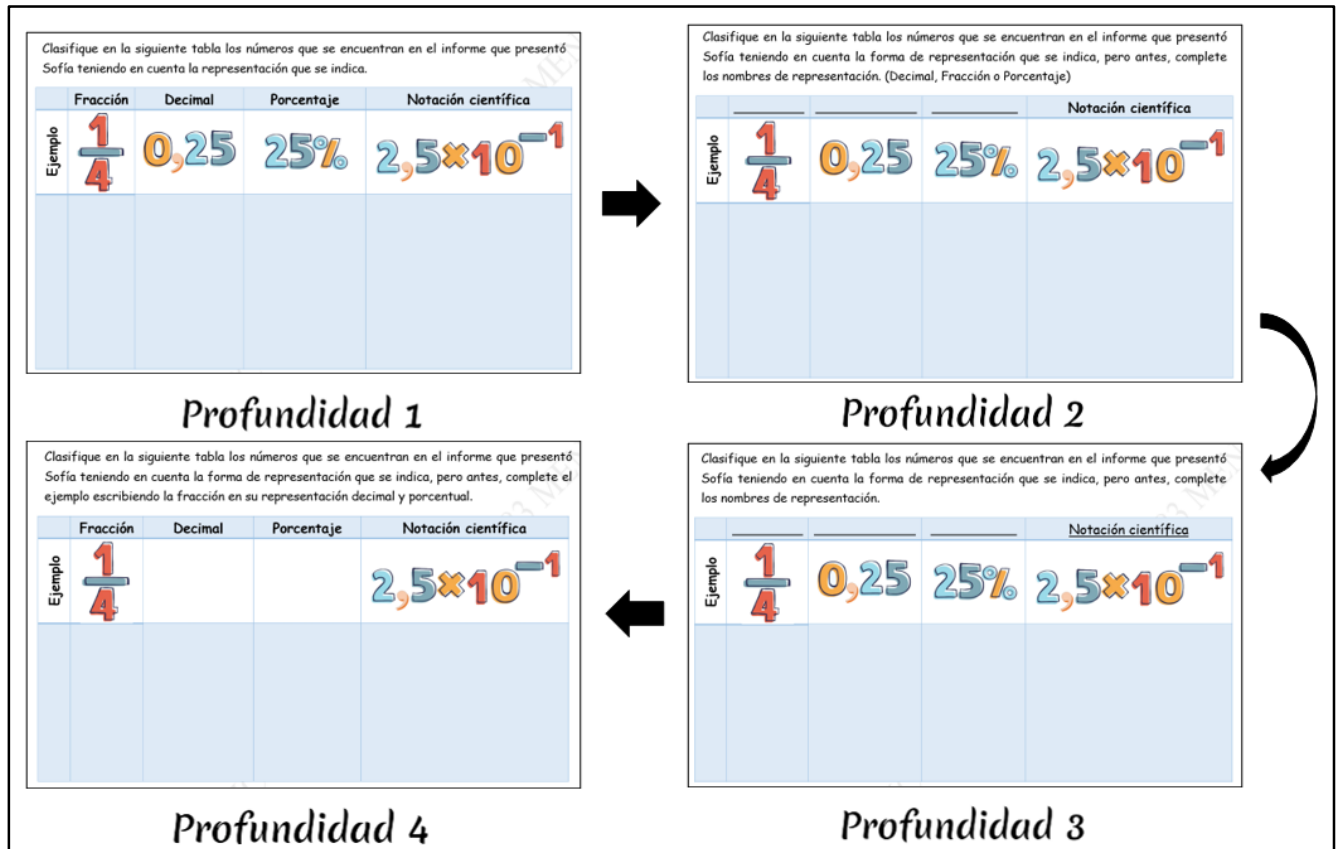 Clasifique en la siguiente tabla los números que se encuentran en el informe que presentó
Sofía teniendo en cuenta la representación que se indica.
Fracción Decimal Porcentaje Notación científica
Ejemplo 1/4 0,25 25% 2,5×10⁻¹
Profundidad 1
Clasifique en la siguiente tabla los números que se encuentran en el informe que presentó
Sofía teniendo en cuenta la forma de representación que se indica, pero antes, complete
los nombres de representación. (Decimal, Fracción o Porcentaje)
Notación científica
Ejemplo 1/4 0,25 25% 2,5×10⁻¹
Profundidad 2
Clasifique en la siguiente tabla los números que se encuentran en el informe que presentó
Sofía teniendo en cuenta la forma de representación que se indica, pero antes, complete
los nombres de representación.
Notación científica
Ejemplo 1/4 0,25 25% 2,5×10⁻¹
Profundidad 3
Clasifique en la siguiente tabla los números que se encuentran en el informe que presentó
Sofía teniendo en cuenta la forma de representación que se indica, pero antes, complete el
ejemplo escribiendo la fracción en su representación decimal y porcentual.
Fracción Decimal Porcentaje Notación científica
Ejemplo 1/4 2,5×10⁻¹
Profundidad 4